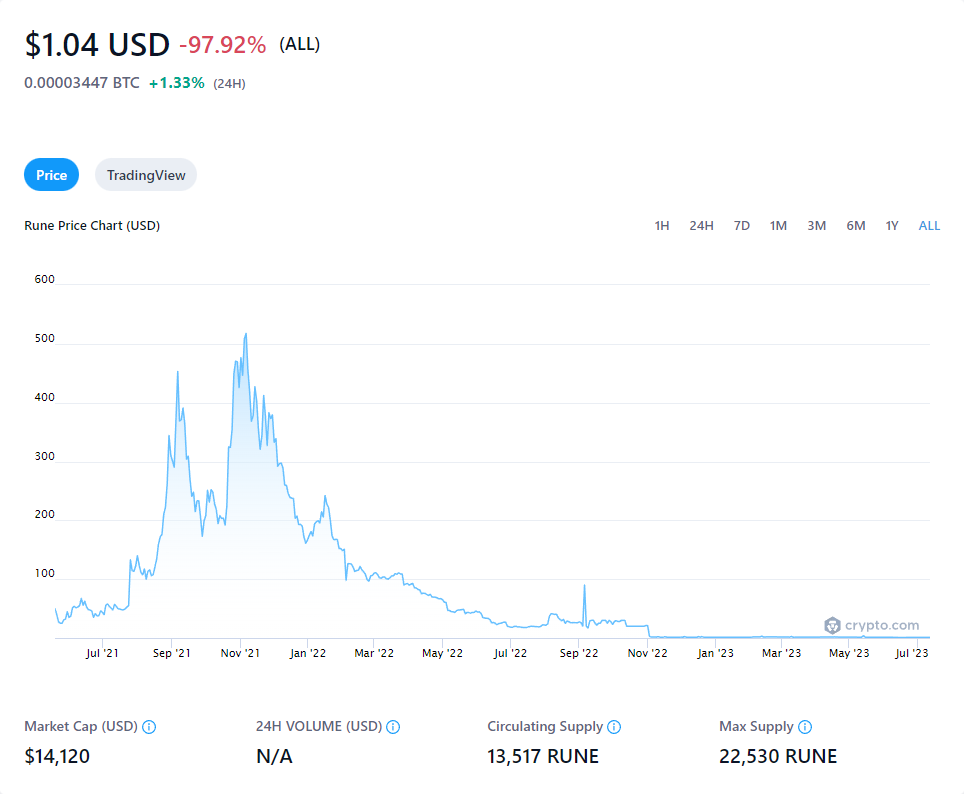 $1.04 USD -97.92% (ALL)
0.00003447 BTC +1.33% (24H)
Price TradingView
Rune Price Chart (USD) 1H 24H 7D 1M 3M 6M 1Y ALL
600
500
400
300
200
100
crypto.com
Jul '21 Sep '21 Nov '21 Jan '22 Mar '22 May '22 Jul '22 Sep '22 Nov '22 Jan '23 Mar '23 May '23 Jul '23
Market Cap (USD) 24H VOLUME (USD) Circulating Supply Max Supply
$14,120 N/A 13,517 RUNE 22,530 RUNE